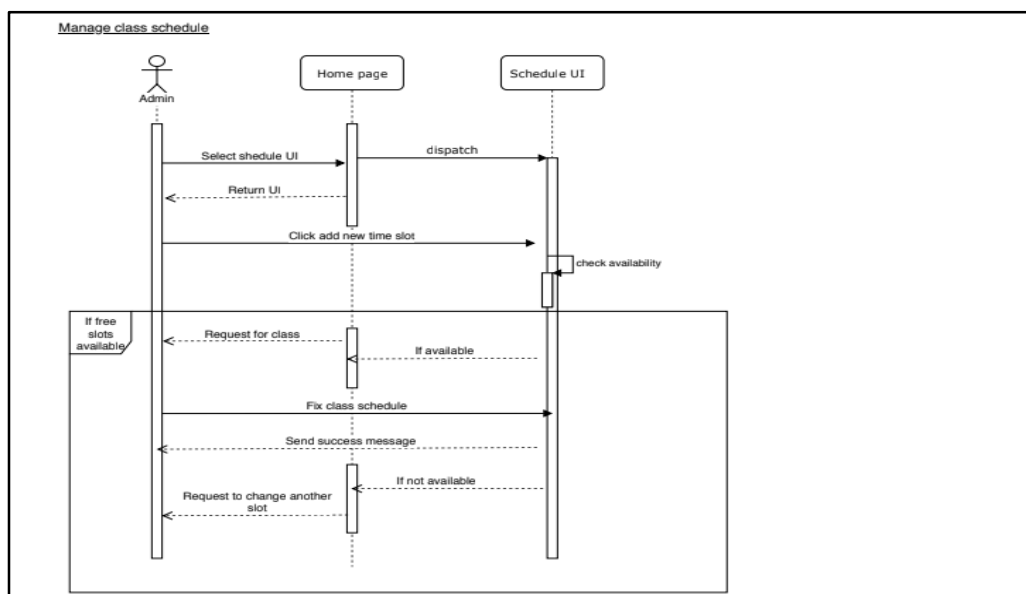 Manage class schedule
Home page
Schedule UI
Admin
Select shedule UI
dispatch
Return UI
Click add new time slot
check availability
If free
slots
available
Request for class
If available
Fix class schedule
Send success message
If not available
Request to change another
slot